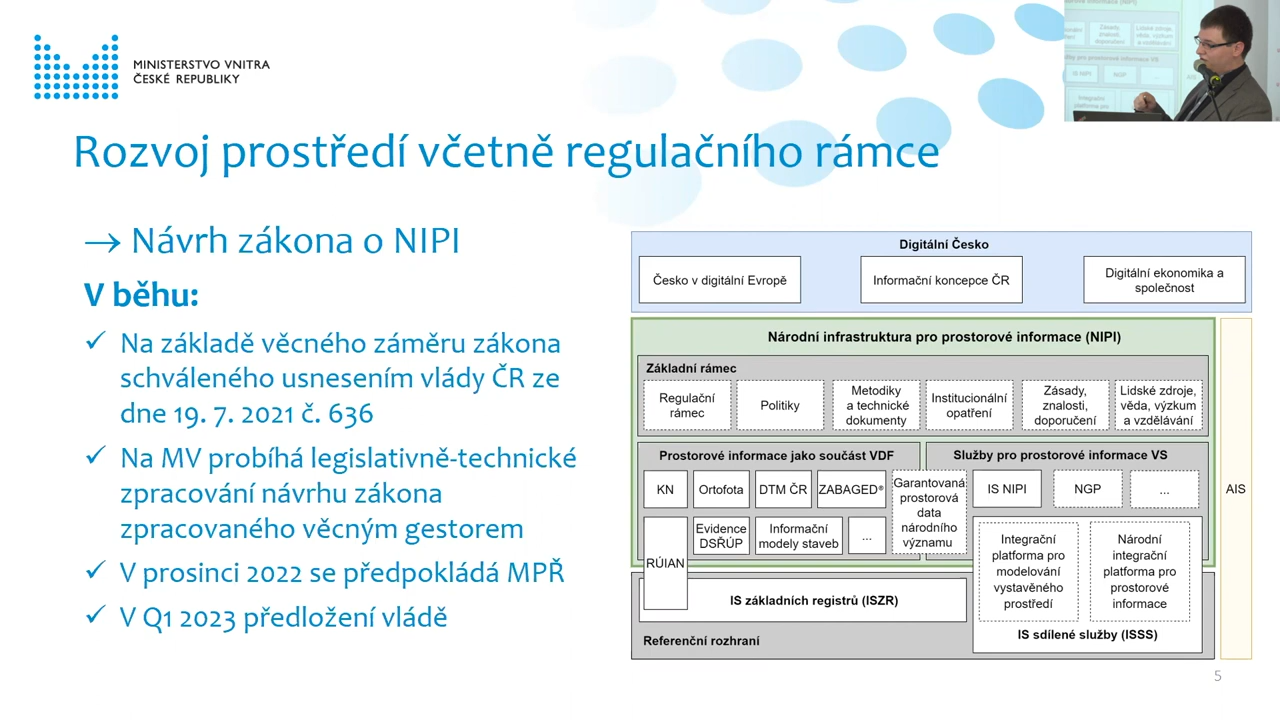 MINISTERSTVO VNITRA
ČESKÉ REPUBLIKY
Rozvoj prostředí včetně regulačního rámce
→ Návrh zákona o NIPI
V běhu:
✓ Na základě věcného záměru zákona
schváleného usnesením vlády ČR ze
dne 19. 7. 2021 č. 636
✓ Na MV probíhá legislativně-technické
zpracování návrhu zákona
zpracovaného věcným gestorem
✓ V prosinci 2022 se předpokládá MPŘ
✓ V Q1 2023 předložení vládě
Digitální Česko
Česko v digitální Evropě
Informační koncepce ČR
Digitální ekonomika a
společnost
Národní infrastruktura pro prostorové informace (NIPI)
Základní rámec
Regulační
rámec
Politiky
Metodiky
a technické
dokumenty
Institucionální
opatření
Zásady,
znalosti,
doporučení
Lidské zdroje,
věda, výzkum
a vzdělávání
Prostorové informace jako součást VDF
KN
Ortofota
DTM ČR
ZABAGED®
Garantovaná
prostorová
data
národního
významu
RÚIAN
Evidence
DSŘÚP
Informační
modely staveb
...
Služby pro prostorové informace VS
IS NIPI
NGP
...
Integrační
platforma pro
modelování
vystavěného
prostředí
Národní
integrační
platforma pro
prostorové
informace
IS sdílené služby (ISSS)
IS základních registrů (ISZR)
Referenční rozhraní
AIS
5